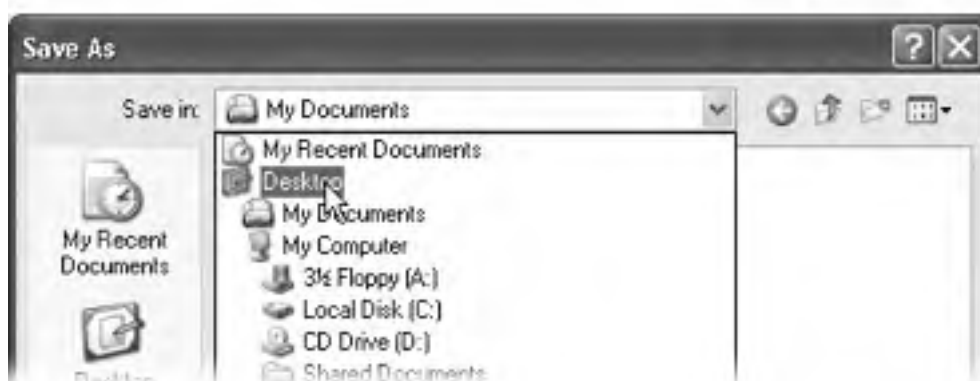 Save As
Save in: My Documents
My Recent Documents
Desktop
My Documents
My Computer
3½ Floppy (A:)
Local Disk (C:)
CD Drive (D:)
Shared Documents
My Recent
Documents
Desktop